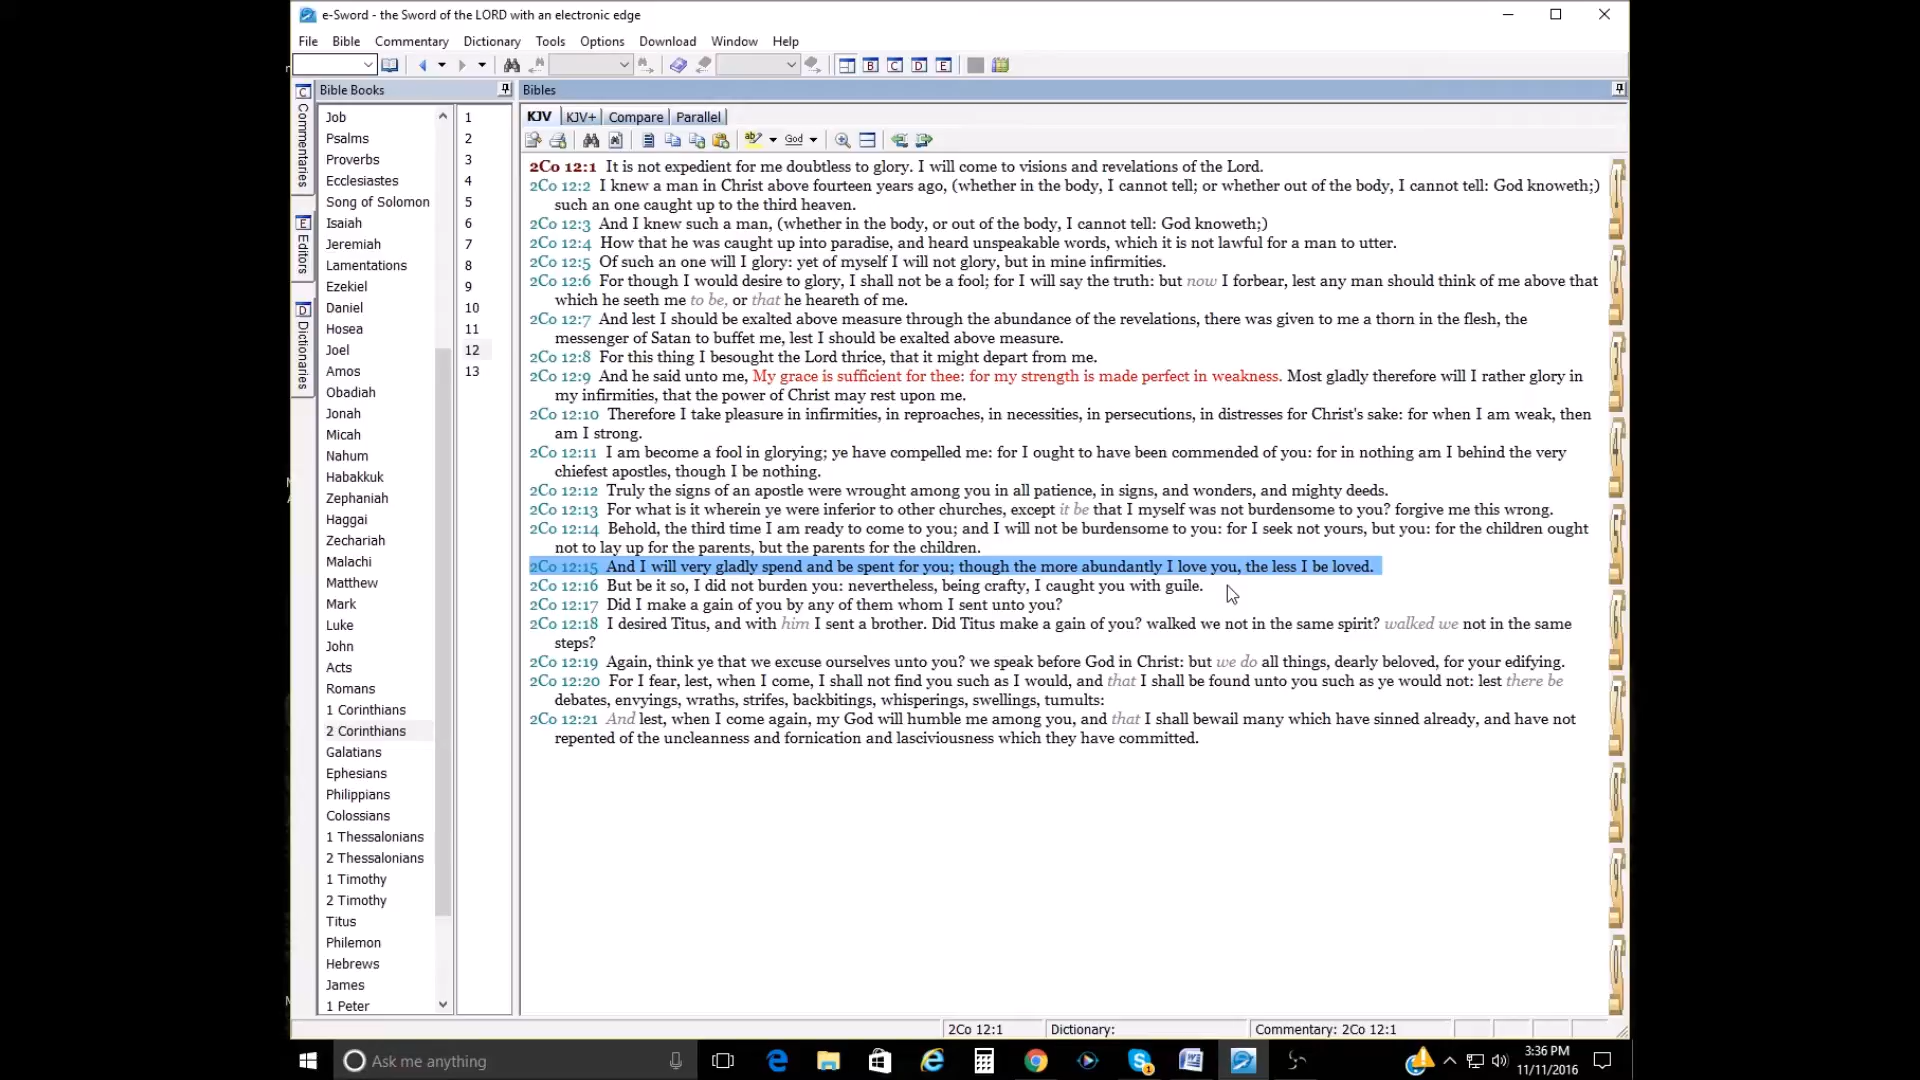 e-Sword - the Sword of the LORD with an electronic edge
File Bible Commentary Dictionary Tools Options Download Window Help
B C D E
Bible Books
Bibles
C Commentaries
E Editors
D Dictionaries
Job
Psalms
Proverbs
Ecclesiastes
Song of Solomon
Isaiah
Jeremiah
Lamentations
Ezekiel
Daniel
Hosea
Joel
Amos
Obadiah
Jonah
Micah
Nahum
Habakkuk
Zephaniah
Haggai
Zechariah
Malachi
Matthew
Mark
Luke
John
Acts
Romans
1 Corinthians
2 Corinthians
Galatians
Ephesians
Philippians
Colossians
1 Thessalonians
2 Thessalonians
1 Timothy
2 Timothy
Titus
Philemon
Hebrews
James
1 Peter
1
2
3
4
5
6
7
8
9
10
11
12
13
KJV KJV+ Compare Parallel
ab God
2Co 12:1 It is not expedient for me doubtless to glory. I will come to visions and revelations of the Lord.
2Co 12:2 I knew a man in Christ above fourteen years ago, (whether in the body, I cannot tell; or whether out of the body, I cannot tell: God knoweth;)
such an one caught up to the third heaven.
2Co 12:3 And I knew such a man, (whether in the body, or out of the body, I cannot tell: God knoweth;)
2Co 12:4 How that he was caught up into paradise, and heard unspeakable words, which it is not lawful for a man to utter.
2Co 12:5 Of such an one will I glory: yet of myself I will not glory, but in mine infirmities.
2Co 12:6 For though I would desire to glory, I shall not be a fool; for I will say the truth: but now I forbear, lest any man should think of me above that
which he seeth me to be, or that he heareth of me.
2Co 12:7 And lest I should be exalted above measure through the abundance of the revelations, there was given to me a thorn in the flesh, the
messenger of Satan to buffet me, lest I should be exalted above measure.
2Co 12:8 For this thing I besought the Lord thrice, that it might depart from me.
2Co 12:9 And he said unto me, My grace is sufficient for thee: for my strength is made perfect in weakness. Most gladly therefore will I rather glory in
my infirmities, that the power of Christ may rest upon me.
2Co 12:10 Therefore I take pleasure in infirmities, in reproaches, in necessities, in persecutions, in distresses for Christ's sake: for when I am weak, then
am I strong.
2Co 12:11 I am become a fool in glorying; ye have compelled me: for I ought to have been commended of you: for in nothing am I behind the very
chiefest apostles, though I be nothing.
2Co 12:12 Truly the signs of an apostle were wrought among you in all patience, in signs, and wonders, and mighty deeds.
2Co 12:13 For what is it wherein ye were inferior to other churches, except it be that I myself was not burdensome to you? forgive me this wrong.
2Co 12:14 Behold, the third time I am ready to come to you; and I will not be burdensome to you: for I seek not yours, but you: for the children ought
not to lay up for the parents, but the parents for the children.
2Co 12:15 And I will very gladly spend and be spent for you; though the more abundantly I love you, the less I be loved.
2Co 12:16 But be it so, I did not burden you: nevertheless, being crafty, I caught you with guile.
2Co 12:17 Did I make a gain of you by any of them whom I sent unto you?
2Co 12:18 I desired Titus, and with him I sent a brother. Did Titus make a gain of you? walked we not in the same spirit? walked we not in the same
steps?
2Co 12:19 Again, think ye that we excuse ourselves unto you? we speak before God in Christ: but we do all things, dearly beloved, for your edifying.
2Co 12:20 For I fear, lest, when I come, I shall not find you such as I would, and that I shall be found unto you such as ye would not: lest there be
debates, envyings, wraths, strifes, backbitings, whisperings, swellings, tumults:
2Co 12:21 And lest, when I come again, my God will humble me among you, and that I shall bewail many which have sinned already, and have not
repented of the uncleanness and fornication and lasciviousness which they have committed.
1
2
3
4
5
6
7
8
9
0
2Co 12:1 Dictionary: Commentary: 2Co 12:1
Ask me anything
3:36 PM
11/11/2016